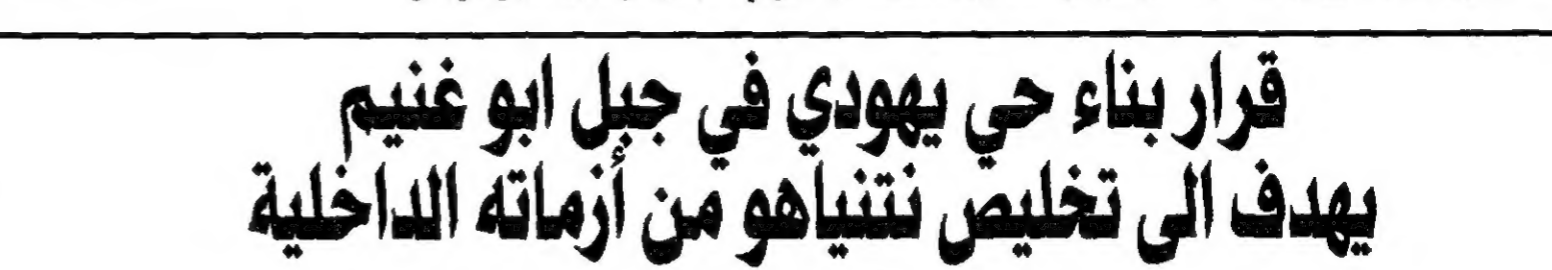 قرار بناء حي يهودي في جبل ابو غنيم
يهدف الى تخليص نتنياهو من أزماته الداخلية